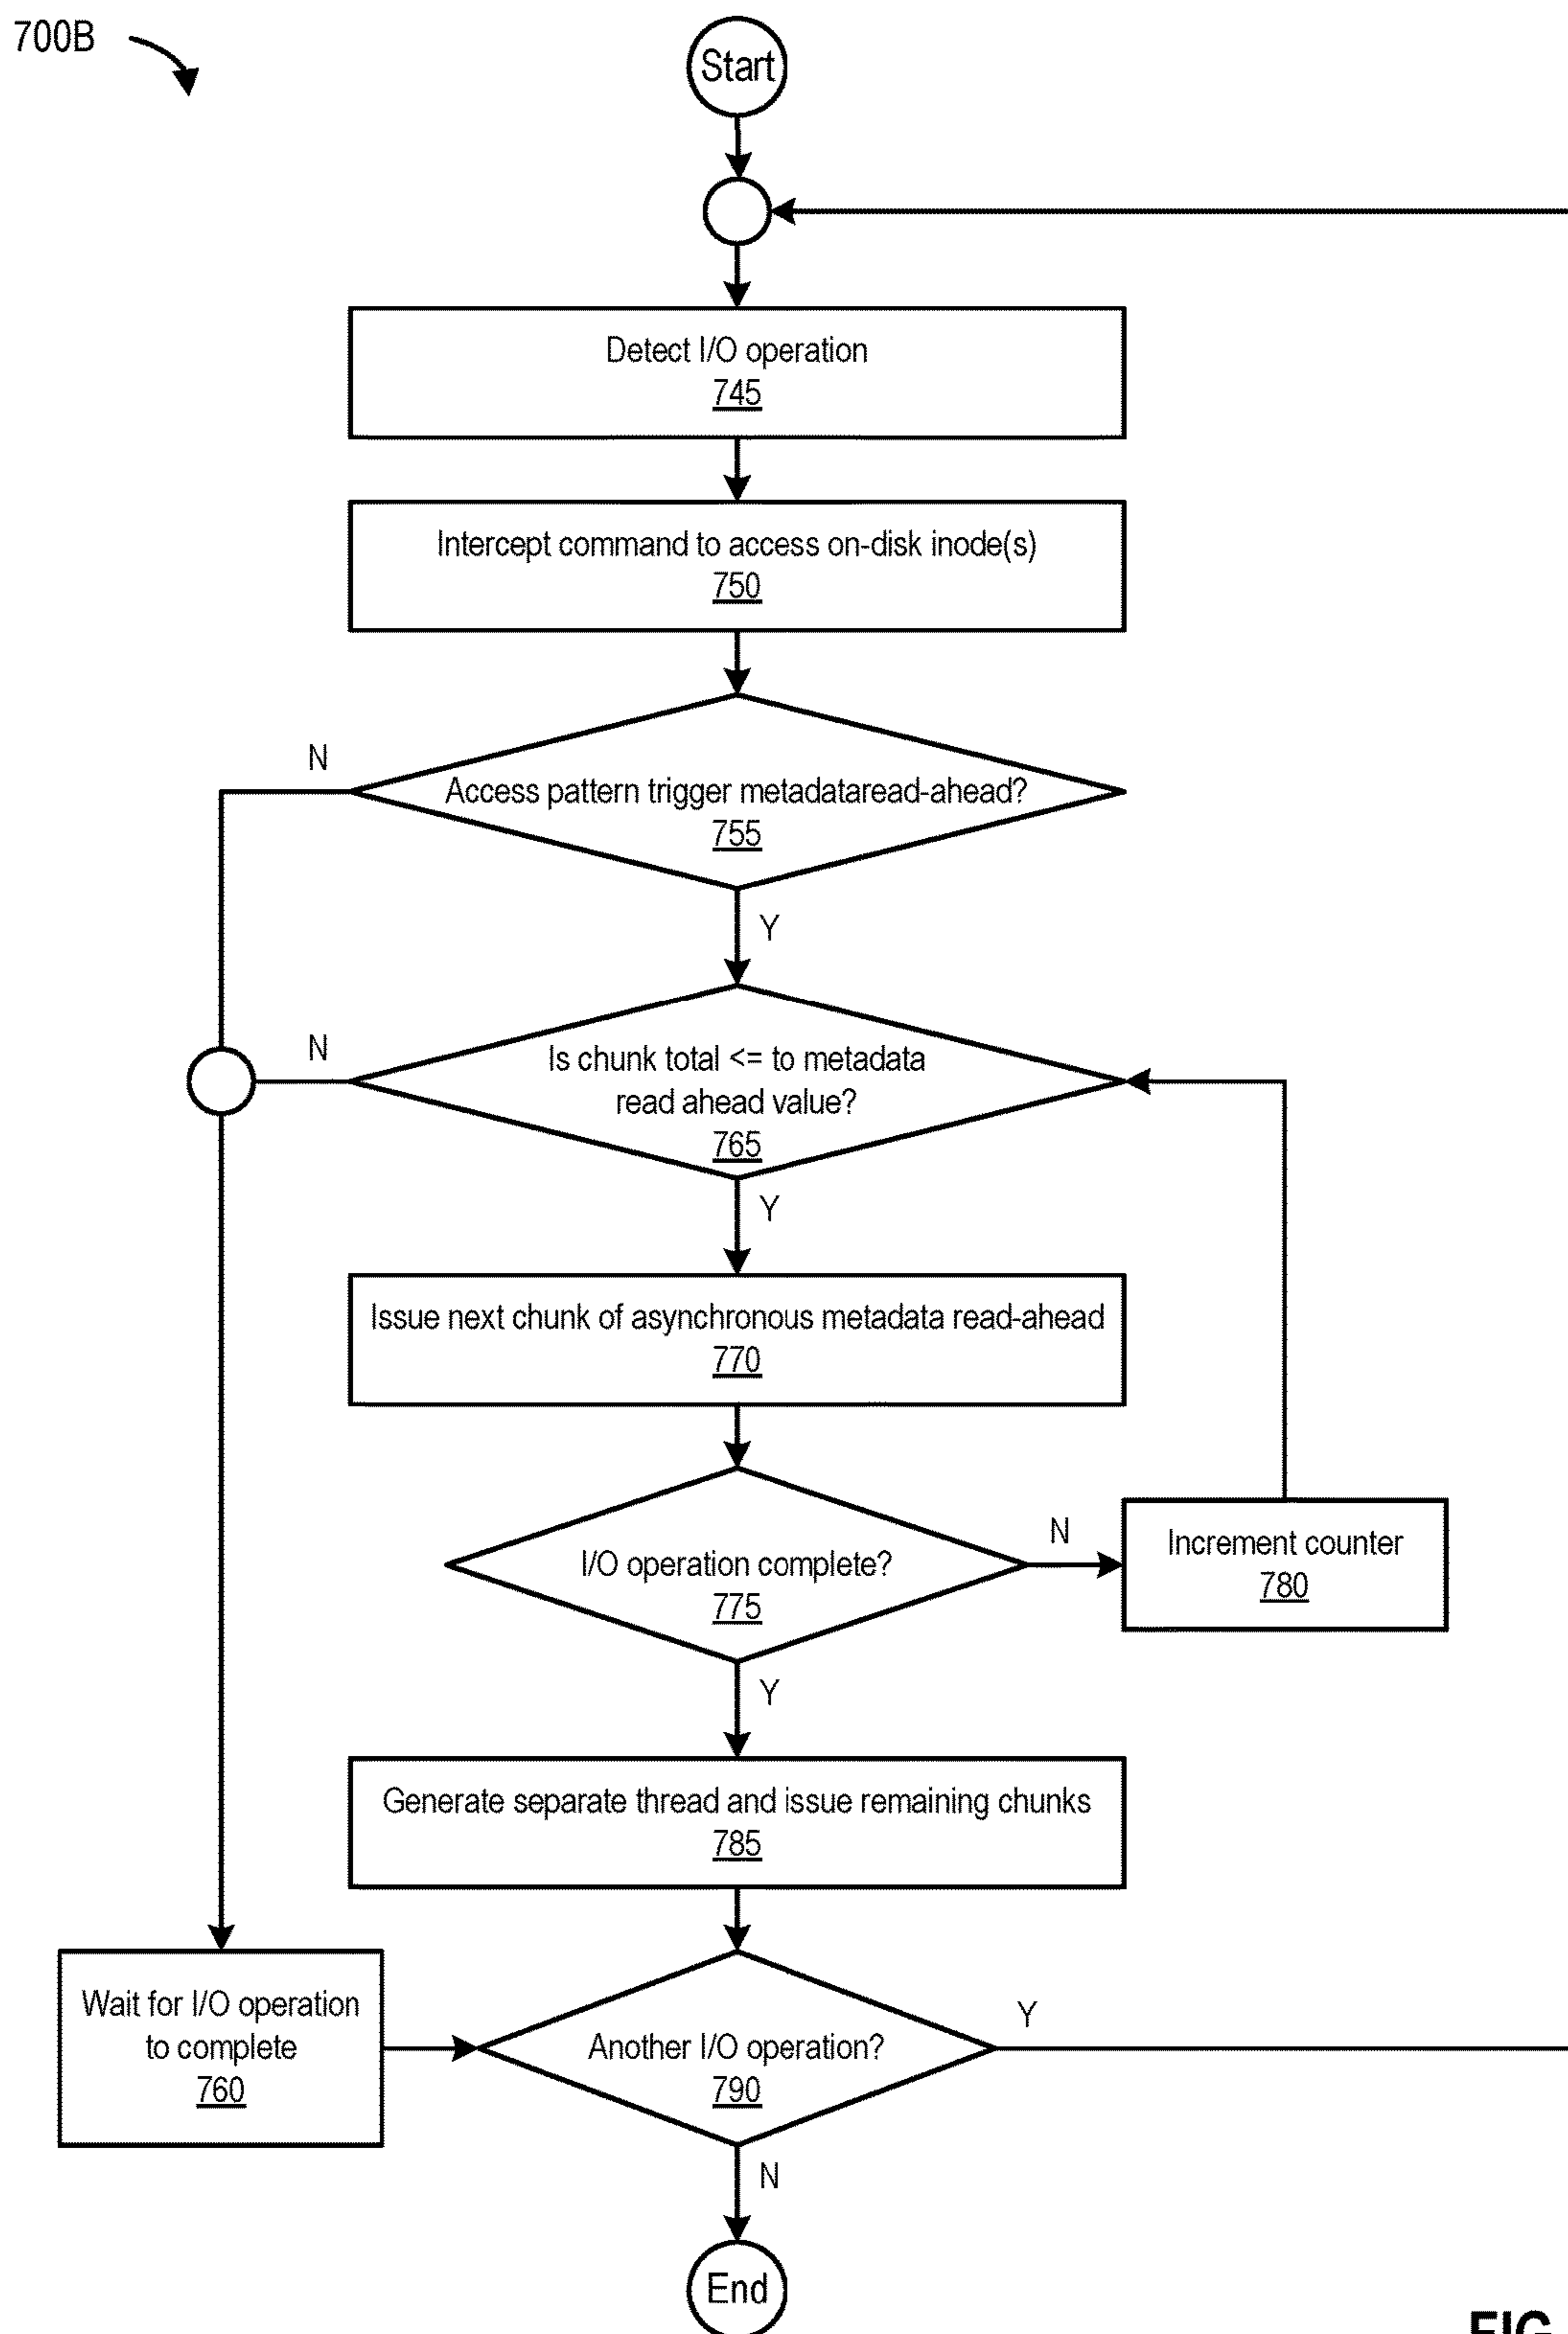 700B
Start
Detect I/O operation
745
Intercept command to access on-disk inode(s)
750
N
Access pattern trigger metadataread-ahead?
755
Y
N
Is chunk total <= to metadata
read ahead value?
765
Y
Issue next chunk of asynchronous metadata read-ahead
770
I/O operation complete?
775
N
Increment counter
780
Y
Generate separate thread and issue remaining chunks
785
Wait for I/O operation
to complete
760
Another I/O operation?
790
Y
N
End
FIG